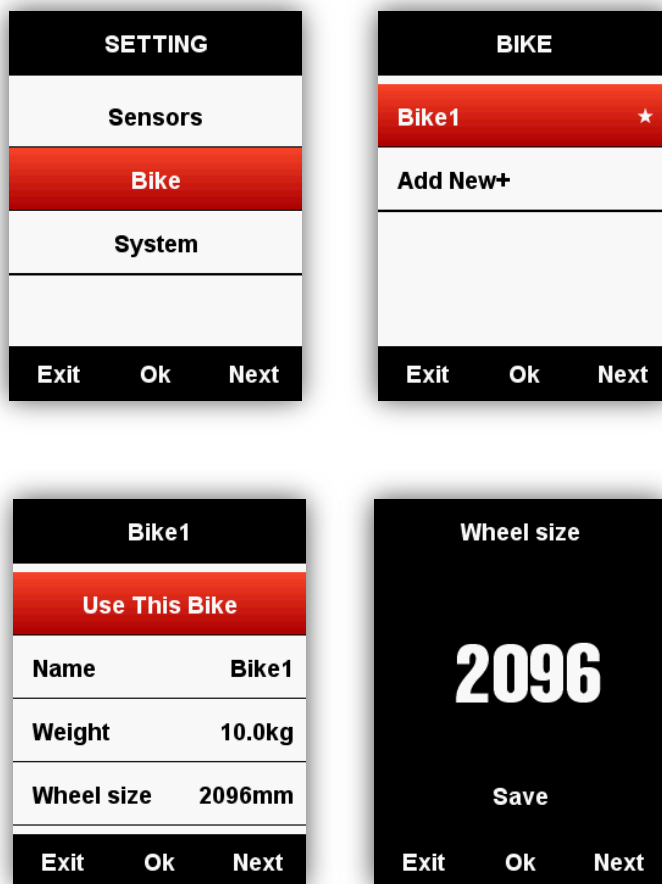 SETTING
Sensors
Bike
System
Exit Ok Next
BIKE
Bike1 ★
Add New+
Exit Ok Next
Bike1
Use This Bike
Name Bike1
Weight 10.0kg
Wheel size 2096mm
Exit Ok Next
Wheel size
2096
Save
Exit Ok Next